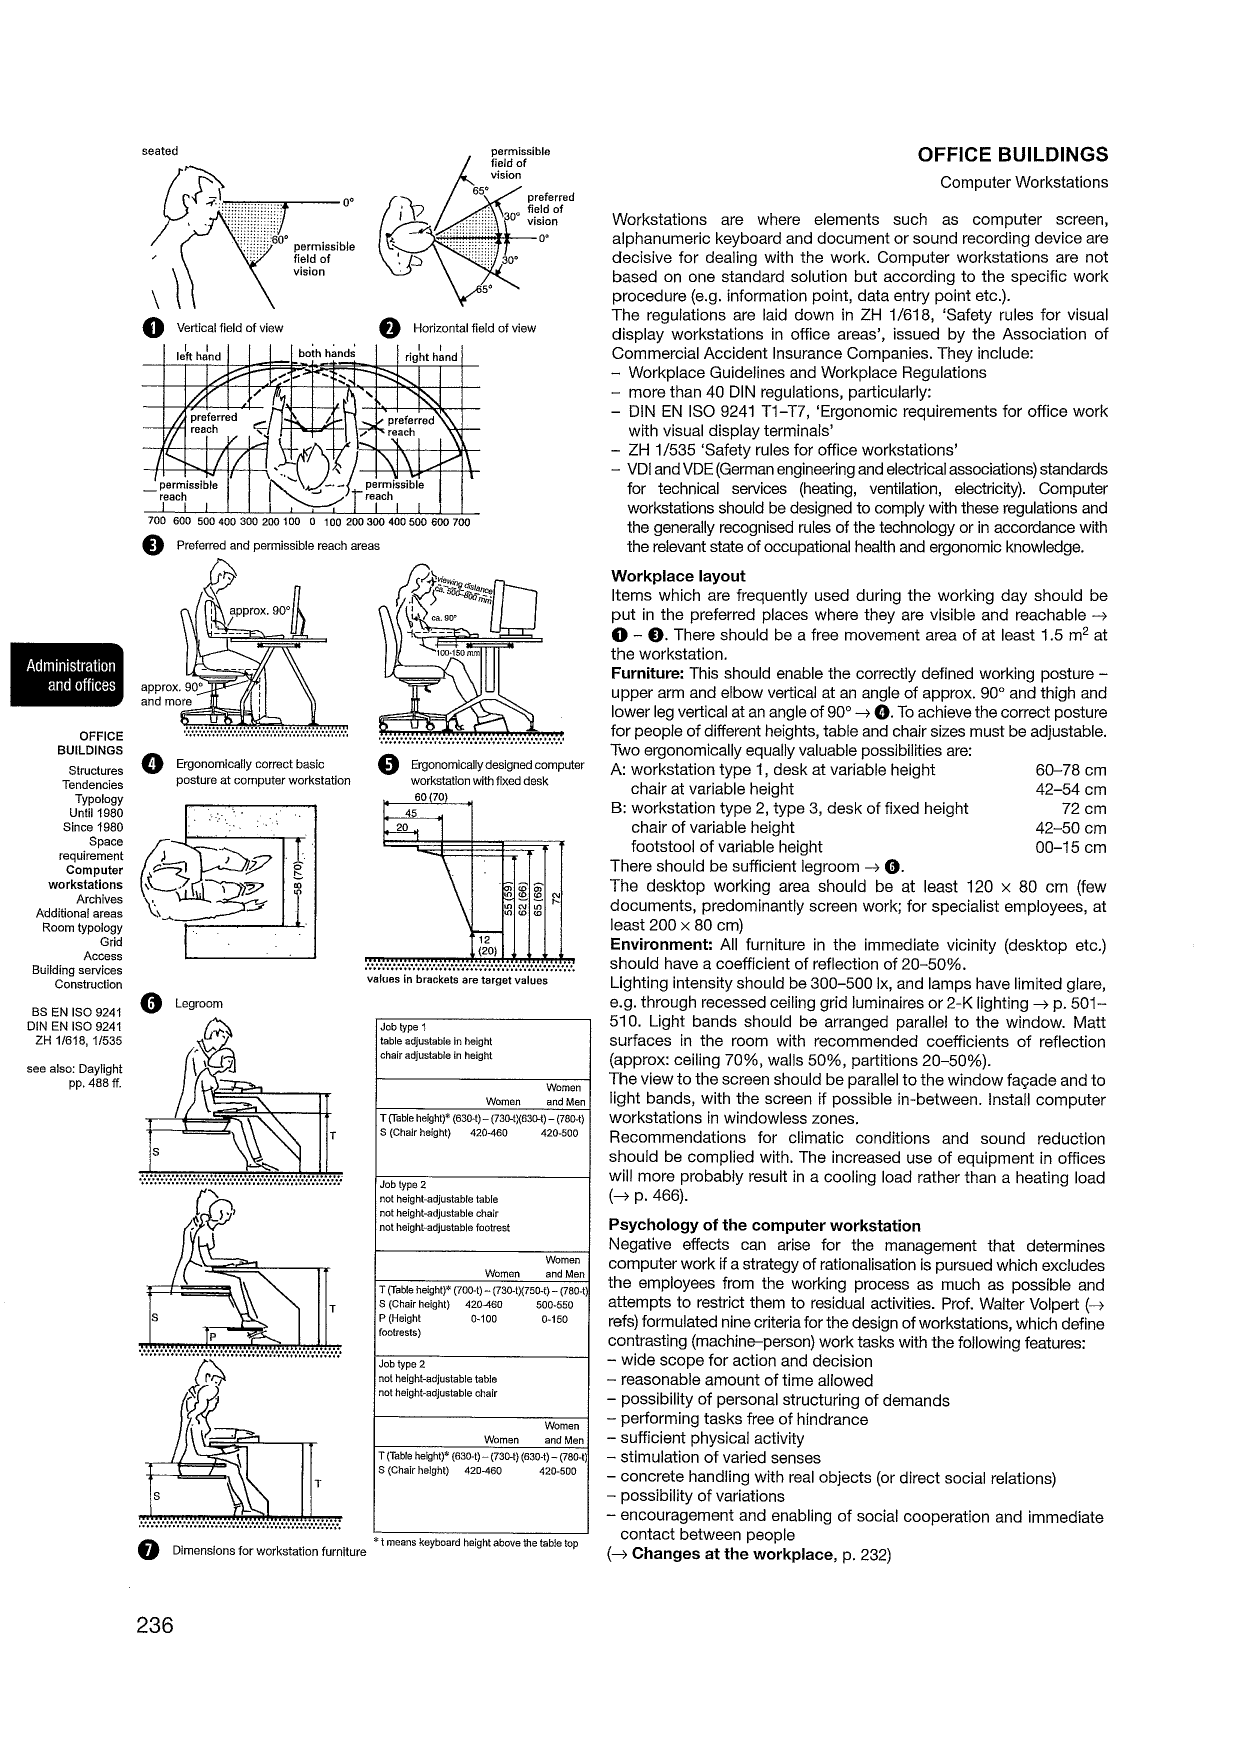 OFFICE BUILDINGS
Computer Workstations
seated
0°
60°
permissible
field of
vision
permissible
field of
vision
65°
preferred
field of
vision
30°
0°
30°
65°
1 Vertical field of view
2 Horizontal field of view
left hand
both hands
right hand
preferred
reach
preferred
reach
permissible
reach
permissible
reach
700 600 500 400 300 200 100 0 100 200 300 400 500 600 700
3 Preferred and permissible reach areas
approx. 90°
approx. 90°
and more
viewing distance
ca. 500–800 mm
ca. 90°
100-150 mm
4 Ergonomically correct basic
posture at computer workstation
5 Ergonomically designed computer
workstation with fixed desk
58 (70)
60 (70)
45
20
55 (59)
62 (66)
65 (69)
72
12
(20)
values in brackets are target values
6 Legroom
S
T
S
P
T
S
T
Job type 1
table adjustable in height
chair adjustable in height
Women
Women and Men
T (Table height)* (630-t) – (730-t)(630-t) – (780-t)
S (Chair height) 420-460 420-500
Job type 2
not height-adjustable table
not height-adjustable chair
not height-adjustable footrest
Women
Women and Men
T (Table height)* (700-t) – (730-t)(750-t) – (780-t)
S (Chair height) 420-460 500-550
P (Height 0-100 0-150
footrests)
Job type 2
not height-adjustable table
not height-adjustable chair
Women
Women and Men
T (Table height)* (630-t) – (730-t) (630-t) – (780-t)
S (Chair height) 420-460 420-500
* t means keyboard height above the table top
7 Dimensions for workstation furniture
Administration
and offices
OFFICE
BUILDINGS
Structures
Tendencies
Typology
Until 1980
Since 1980
Space
requirement
Computer
workstations
Archives
Additional areas
Room typology
Grid
Access
Building services
Construction
BS EN ISO 9241
DIN EN ISO 9241
ZH 1/618, 1/535
see also: Daylight
pp. 488 ff.
Workstations are where elements such as computer screen,
alphanumeric keyboard and document or sound recording device are
decisive for dealing with the work. Computer workstations are not
based on one standard solution but according to the specific work
procedure (e.g. information point, data entry point etc.).
The regulations are laid down in ZH 1/618, ‘Safety rules for visual
display workstations in office areas’, issued by the Association of
Commercial Accident Insurance Companies. They include:
– Workplace Guidelines and Workplace Regulations
– more than 40 DIN regulations, particularly:
– DIN EN ISO 9241 T1–T7, ‘Ergonomic requirements for office work
with visual display terminals’
– ZH 1/535 ‘Safety rules for office workstations’
– VDI and VDE (German engineering and electrical associations) standards
for technical services (heating, ventilation, electricity). Computer
workstations should be designed to comply with these regulations and
the generally recognised rules of the technology or in accordance with
the relevant state of occupational health and ergonomic knowledge.
Workplace layout
Items which are frequently used during the working day should be
put in the preferred places where they are visible and reachable →
1 – 3. There should be a free movement area of at least 1.5 m² at
the workstation.
Furniture: This should enable the correctly defined working posture –
upper arm and elbow vertical at an angle of approx. 90° and thigh and
lower leg vertical at an angle of 90° → 4. To achieve the correct posture
for people of different heights, table and chair sizes must be adjustable.
Two ergonomically equally valuable possibilities are:
A: workstation type 1, desk at variable height 60–78 cm
chair at variable height 42–54 cm
B: workstation type 2, type 3, desk of fixed height 72 cm
chair of variable height 42–50 cm
footstool of variable height 00–15 cm
There should be sufficient legroom → 6.
The desktop working area should be at least 120 × 80 cm (few
documents, predominantly screen work; for specialist employees, at
least 200 × 80 cm)
Environment: All furniture in the immediate vicinity (desktop etc.)
should have a coefficient of reflection of 20–50%.
Lighting intensity should be 300–500 lx, and lamps have limited glare,
e.g. through recessed ceiling grid luminaires or 2-K lighting → p. 501–
510. Light bands should be arranged parallel to the window. Matt
surfaces in the room with recommended coefficients of reflection
(approx: ceiling 70%, walls 50%, partitions 20–50%).
The view to the screen should be parallel to the window façade and to
light bands, with the screen if possible in-between. Install computer
workstations in windowless zones.
Recommendations for climatic conditions and sound reduction
should be complied with. The increased use of equipment in offices
will more probably result in a cooling load rather than a heating load
(→ p. 466).
Psychology of the computer workstation
Negative effects can arise for the management that determines
computer work if a strategy of rationalisation is pursued which excludes
the employees from the working process as much as possible and
attempts to restrict them to residual activities. Prof. Walter Volpert (→
refs) formulated nine criteria for the design of workstations, which define
contrasting (machine–person) work tasks with the following features:
– wide scope for action and decision
– reasonable amount of time allowed
– possibility of personal structuring of demands
– performing tasks free of hindrance
– sufficient physical activity
– stimulation of varied senses
– concrete handling with real objects (or direct social relations)
– possibility of variations
– encouragement and enabling of social cooperation and immediate
contact between people
(→ Changes at the workplace, p. 232)
236